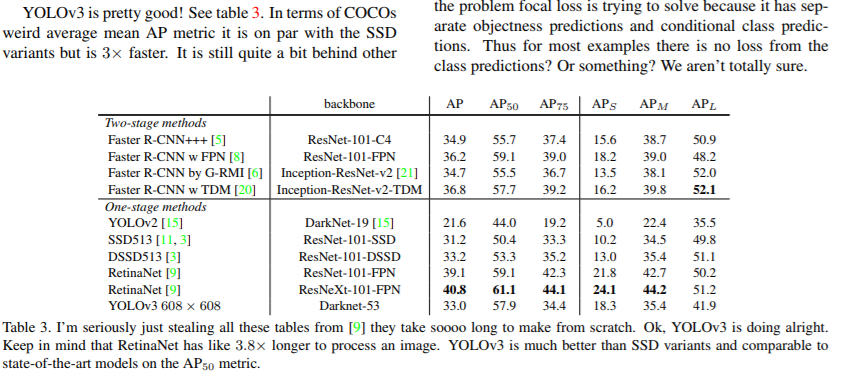 YOLOv3 is pretty good! See table 3. In terms of COCOs
weird average mean AP metric it is on par with the SSD
variants but is 3× faster. It is still quite a bit behind other
the problem focal loss is trying to solve because it has sep-
arate objectness predictions and conditional class predic-
tions. Thus for most examples there is no loss from the
class predictions? Or something? We aren't totally sure.
backbone AP AP50 AP75 APS APM APL
Two-stage methods
Faster R-CNN+++ [5] ResNet-101-C4 34.9 55.7 37.4 15.6 38.7 50.9
Faster R-CNN w FPN [8] ResNet-101-FPN 36.2 59.1 39.0 18.2 39.0 48.2
Faster R-CNN by G-RMI [6] Inception-ResNet-v2 [21] 34.7 55.5 36.7 13.5 38.1 52.0
Faster R-CNN w TDM [20] Inception-ResNet-v2-TDM 36.8 57.7 39.2 16.2 39.8 52.1
One-stage methods
YOLOv2 [15] DarkNet-19 [15] 21.6 44.0 19.2 5.0 22.4 35.5
SSD513 [11, 3] ResNet-101-SSD 31.2 50.4 33.3 10.2 34.5 49.8
DSSD513 [3] ResNet-101-DSSD 33.2 53.3 35.2 13.0 35.4 51.1
RetinaNet [9] ResNet-101-FPN 39.1 59.1 42.3 21.8 42.7 50.2
RetinaNet [9] ResNeXt-101-FPN 40.8 61.1 44.1 24.1 44.2 51.2
YOLOv3 608 × 608 Darknet-53 33.0 57.9 34.4 18.3 35.4 41.9
Table 3. I'm seriously just stealing all these tables from [9] they take soooo long to make from scratch. Ok, YOLOv3 is doing alright.
Keep in mind that RetinaNet has like 3.8× longer to process an image. YOLOv3 is much better than SSD variants and comparable to
state-of-the-art models on the AP50 metric.